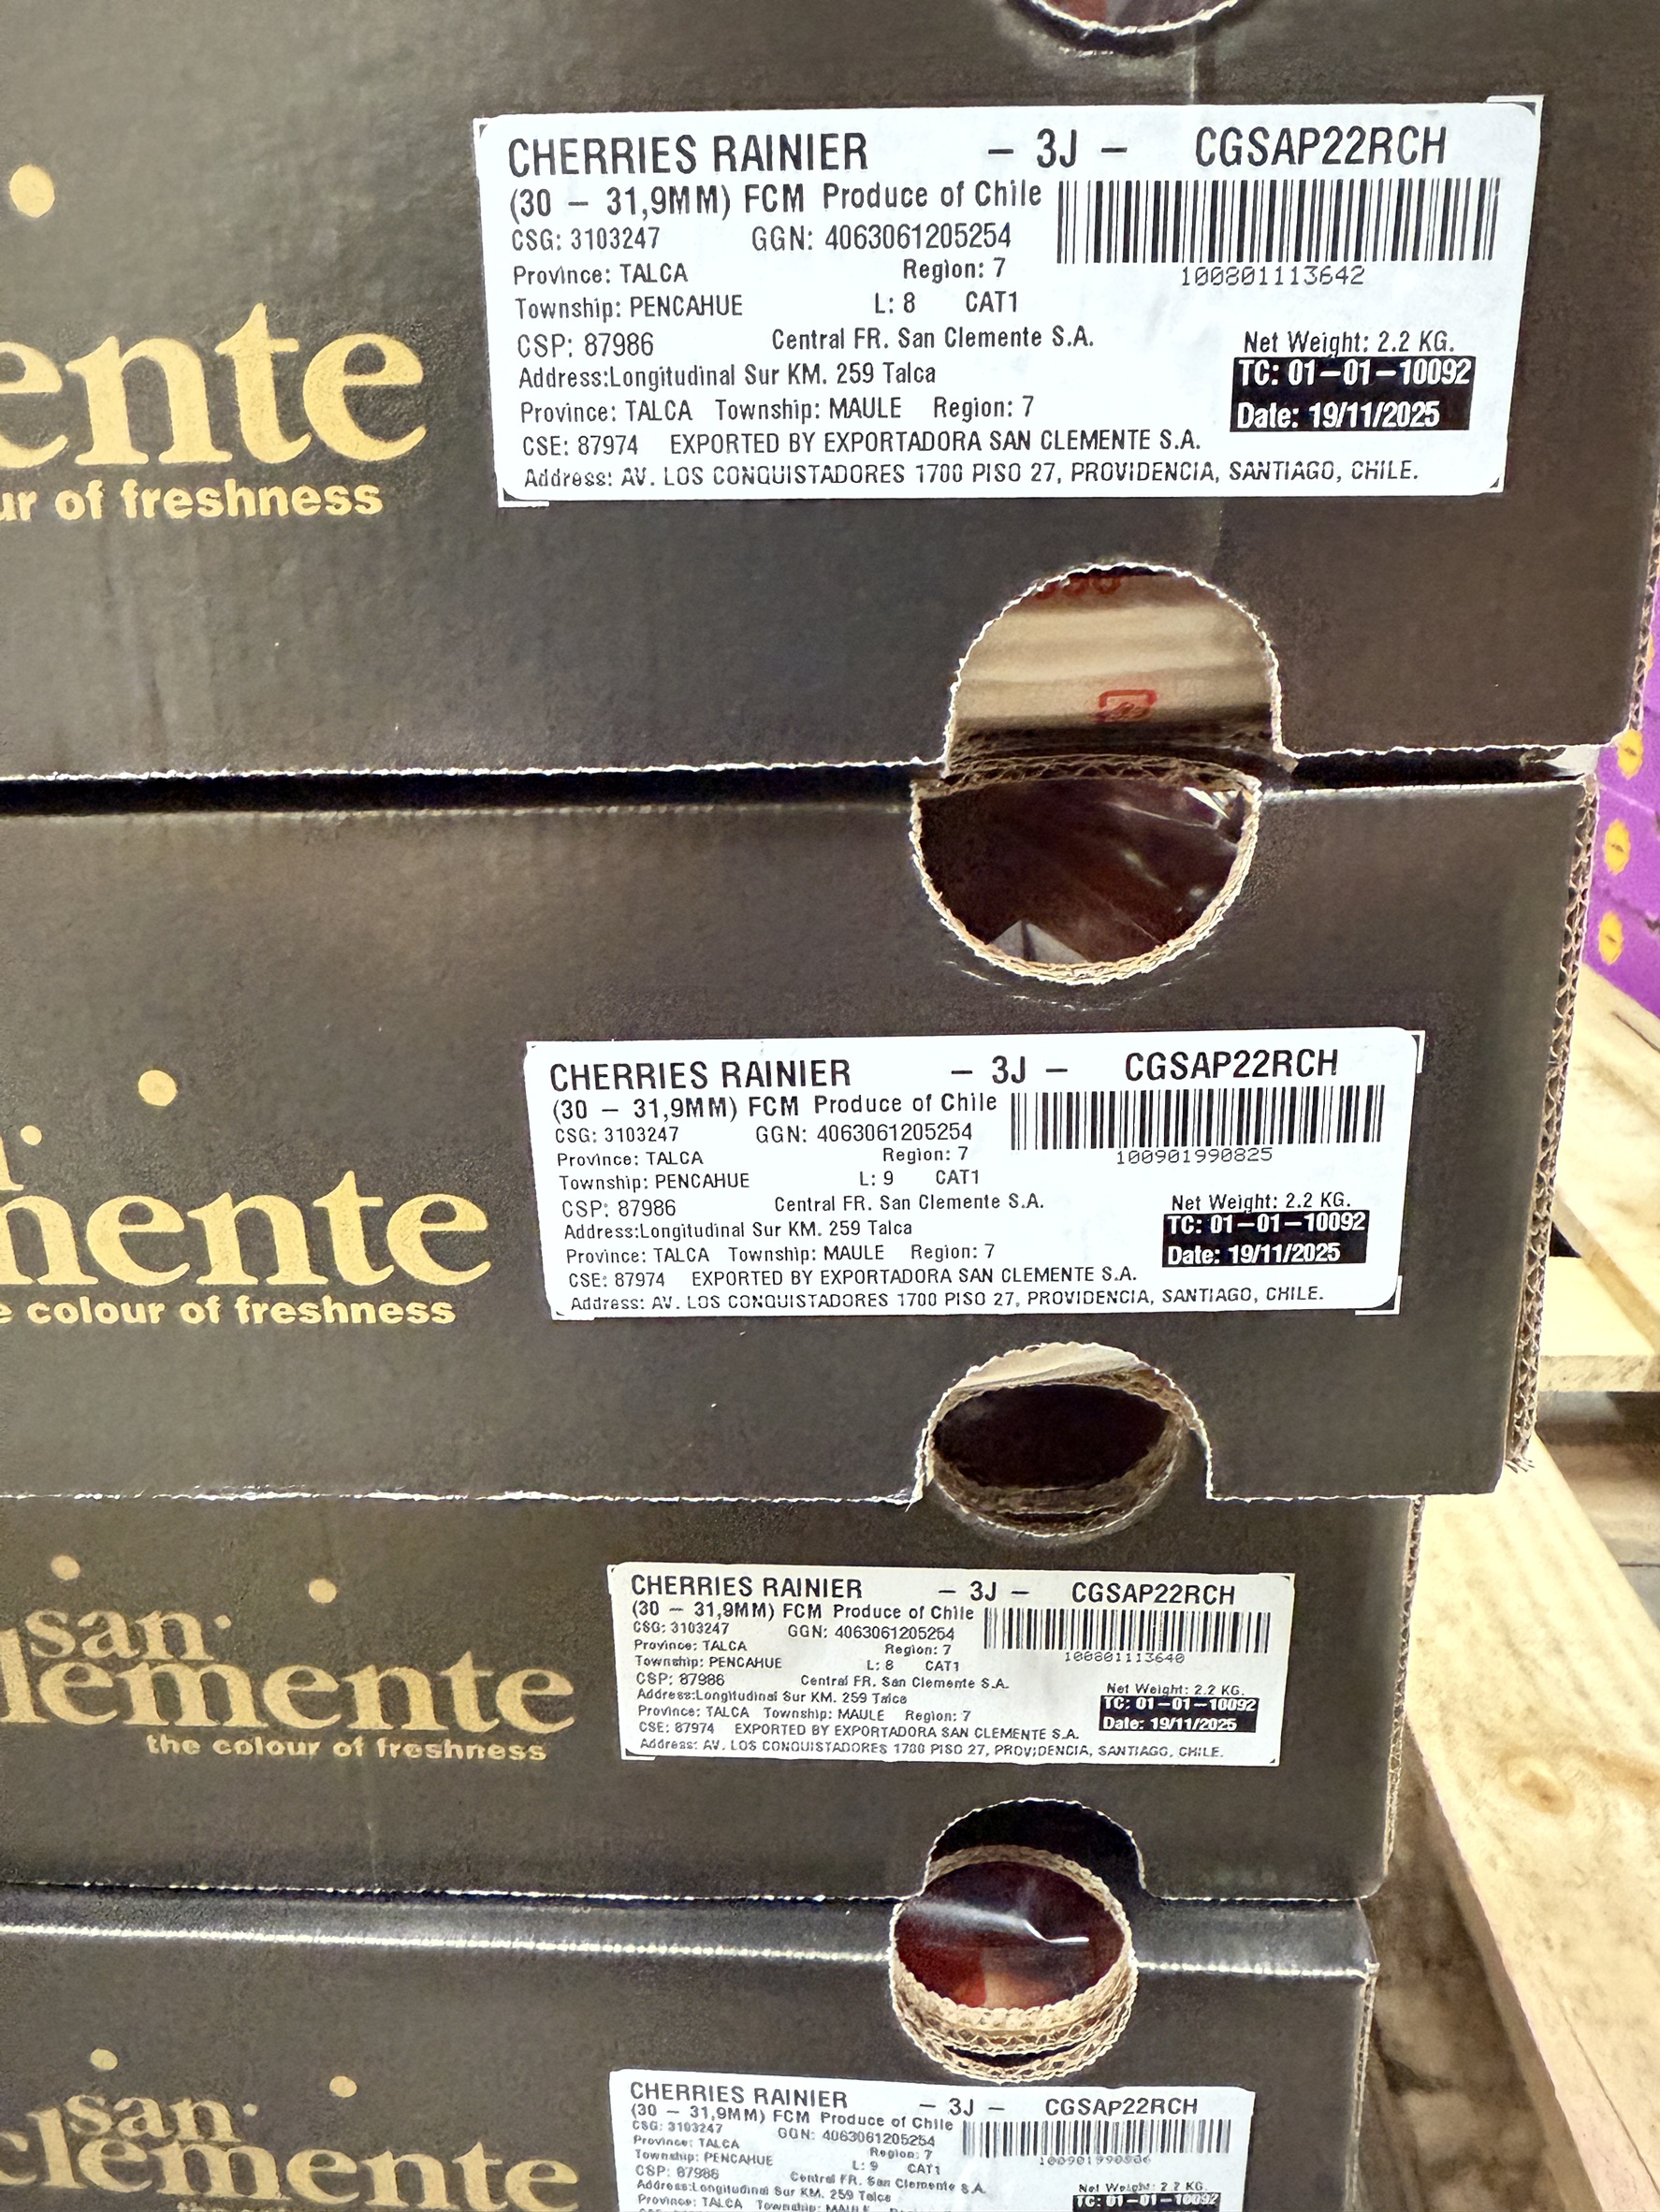 CHERRIES RAINIER – 3J – CGSAP22RCH
(30 – 31,9MM) FCM Produce of Chile
CSG: 3103247 GGN: 4063061205254
100801113642
Province: TALCA Region: 7
Township: PENCAHUE L: 8 CAT1
CSP: 87986 Central FR. San Clemente S.A. Net Weight: 2.2 KG.
Address:Longitudinal Sur KM. 259 Talca TC: 01-01-10092
Province: TALCA Township: MAULE Region: 7 Date: 19/11/2025
CSE: 87974 EXPORTED BY EXPORTADORA SAN CLEMENTE S.A.
Address: AV. LOS CONQUISTADORES 1700 PISO 27, PROVIDENCIA, SANTIAGO, CHILE.
ente
ur of freshness
CHERRIES RAINIER – 3J – CGSAP22RCH
(30 – 31,9MM) FCM Produce of Chile
CSG: 3103247 GGN: 4063061205254
100901990825
Province: TALCA Region: 7
Township: PENCAHUE L: 9 CAT1
CSP: 87986 Central FR. San Clemente S.A. Net Weight: 2.2 KG.
Address:Longitudinal Sur KM. 259 Talca TC: 01-01-10092
Province: TALCA Township: MAULE Region: 7 Date: 19/11/2025
CSE: 87974 EXPORTED BY EXPORTADORA SAN CLEMENTE S.A.
Address: AV. LOS CONQUISTADORES 1700 PISO 27, PROVIDENCIA, SANTIAGO, CHILE.
mente
e colour of freshness
CHERRIES RAINIER – 3J – CGSAP22RCH
(30 – 31,9MM) FCM Produce of Chile
CSG: 3103247 GGN: 4063061205254
100801113640
Province: TALCA Region: 7
Township: PENCAHUE L: 8 CAT1
CSP: 87986 Central FR. San Clemente S.A. Net Weight: 2.2 KG.
Address:Longitudinal Sur KM. 259 Talca TC: 01-01-10092
Province: TALCA Township: MAULE Region: 7 Date: 19/11/2025
CSE: 87974 EXPORTED BY EXPORTADORA SAN CLEMENTE S.A.
Address: AV. LOS CONQUISTADORES 1700 PISO 27, PROVIDENCIA, SANTIAGO, CHILE.
san
lemente
the colour of freshness
CHERRIES RAINIER – 3J – CGSAP22RCH
(30 – 31,9MM) FCM Produce of Chile
CSG: 3103247 GGN: 4063061205254
Province: TALCA Region: 7
Township: PENCAHUE L: 9 CAT1
CSP: 87986 Central FR. San Clemente S.A. Net Weight: 2.2 KG.
Address:Longitudinal Sur KM. 259 Talca TC: 01-01-10092
Province: TALCA Township: MAULE
san
clemente